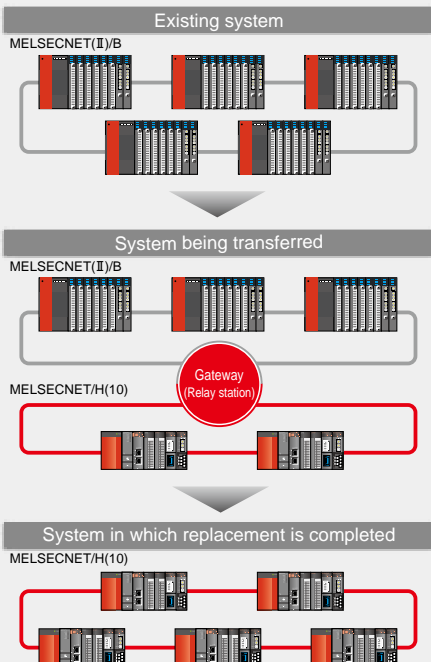 Existing system
MELSECNET(Ⅱ)/B
System being transferred
MELSECNET(Ⅱ)/B
Gateway
(Relay station)
MELSECNET/H(10)
System in which replacement is completed
MELSECNET/H(10)